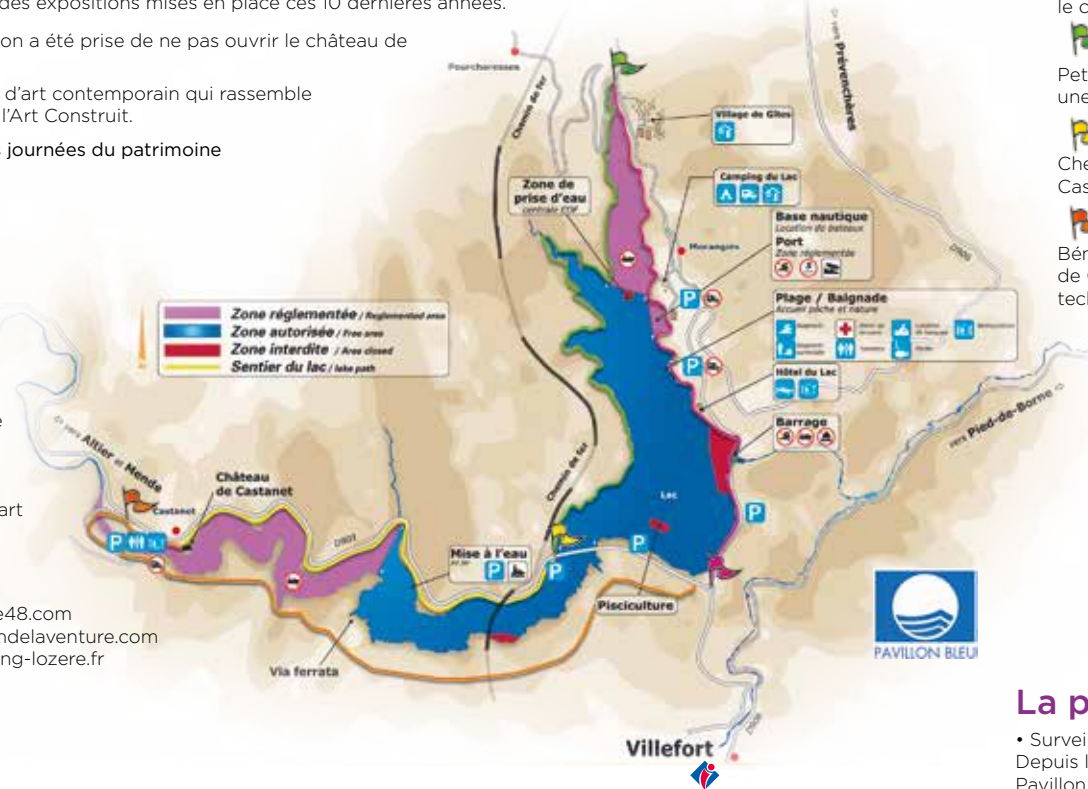 des expositions mises en place ces 10 dernières années.
on a été prise de ne pas ouvrir le château de
d'art contemporain qui rassemble
l'Art Construit.
journées du patrimoine
art
e48.com
ndelaventure.com
ng-lozere.fr
Pourcharesses
Chemin de fer
vers Prévenchères
Village de Gîtes
Zone de
prise d'eau
centrale EDF
Camping du Lac
Morangiès
Base nautique
Location de bateaux
Port
Zone réglementée
D906
P
Plage / Baignade
Accueil pêche et nature
P
Hôtel du Lac
Barrage
vers Pied-de-Borne
Zone réglementée / Reglemented area
Zone autorisée / Free area
Zone interdite / Area closed
Sentier du lac / lake path
vers Altier et Mende
Château
de Castanet
Castanet
P
D901
Chemin de fer
Lac
P
Mise à l'eau
P
P
P
Pisciculture
Via ferrata
Villefort
D906
PAVILLON BLEU
le c
Pet
une
Che
Cas
Bér
de
tech
La p
• Survei
Depuis l
Pavillon